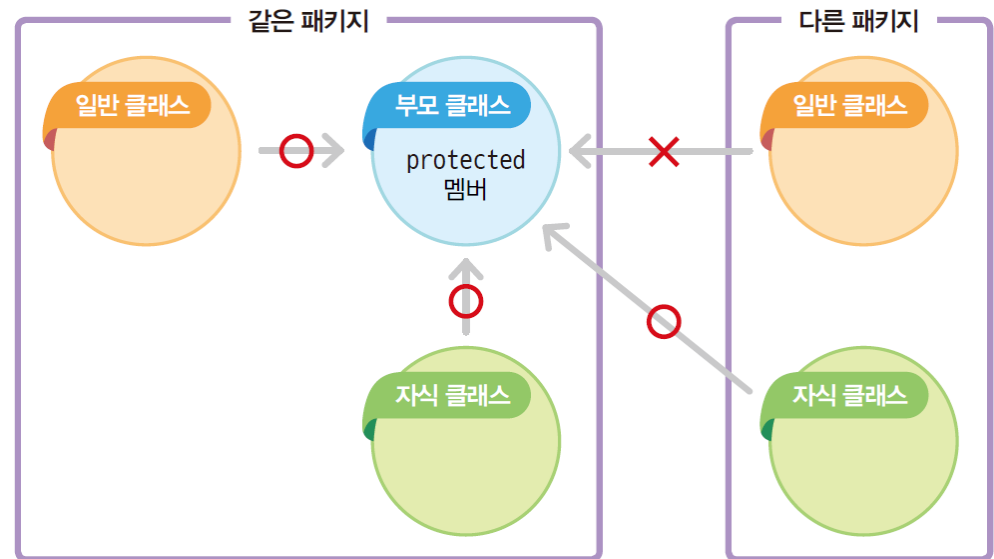 같은 패키지
다른 패키지
일반 클래스
부모 클래스
일반 클래스
protected
멤버
자식 클래스
자식 클래스